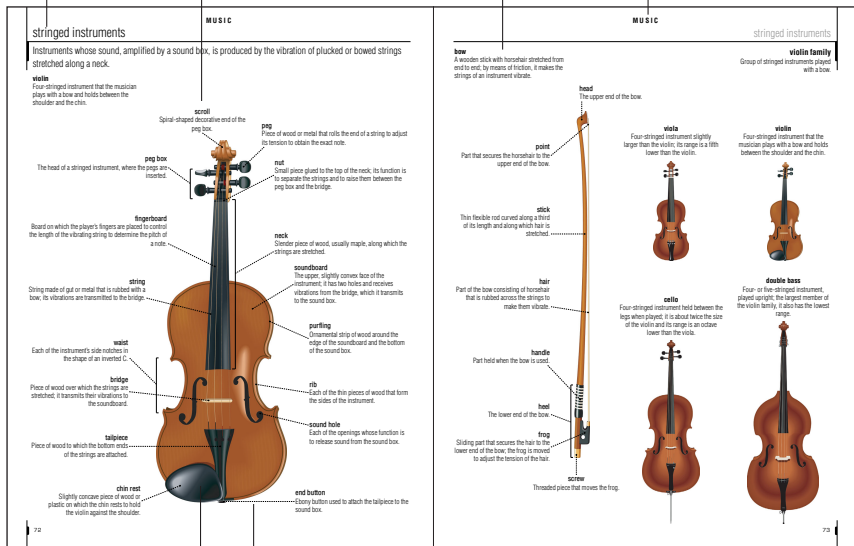 MUSIC
stringed instruments
Instruments whose sound, amplified by a sound box, is produced by the vibration of plucked or bowed strings
stretched along a neck.
violin
Four-stringed instrument that the musician
plays with a bow and holds between the
shoulder and the chin.
scroll
Spiral-shaped decorative end of the
peg box.
peg
Piece of wood or metal that rolls the end of a string to adjust
its tension to obtain the exact note.
peg box
The head of a stringed instrument, where the pegs are
inserted.
nut
Small piece glued to the top of the neck; its function is
to separate the strings and to raise them between the
peg box and the bridge.
fingerboard
Board on which the player's fingers are placed to control
the length of the vibrating string to determine the pitch of
a note.
neck
Slender piece of wood, usually maple, along which the
strings are stretched.
soundboard
The upper, slightly convex face of the
instrument; it has two holes and receives
vibrations from the bridge, which it transmits
to the sound box.
string
String made of gut or metal that is rubbed with a
bow; its vibrations are transmitted to the bridge.
purfling
Ornamental strip of wood around the
edge of the soundboard and the bottom
of the sound box.
waist
Each of the instrument's side notches in
the shape of an inverted C.
bridge
Piece of wood over which the strings are
stretched; it transmits their vibrations to
the soundboard.
rib
Each of the thin pieces of wood that form
the sides of the instrument.
sound hole
Each of the openings whose function is
to release sound from the sound box.
tailpiece
Piece of wood to which the bottom ends
of the strings are attached.
chin rest
Slightly concave piece of wood or
plastic on which the chin rests to hold
the violin against the shoulder.
end button
Ebony button used to attach the tailpiece to the
sound box.
72
MUSIC
stringed instruments
bow
A wooden stick with horsehair stretched from
end to end; by means of friction, it makes the
strings of an instrument vibrate.
violin family
Group of stringed instruments played
with a bow.
head
The upper end of the bow.
point
Part that secures the horsehair to the
upper end of the bow.
stick
Thin flexible rod curved along a third
of its length and along which hair is
stretched.
hair
Part of the bow consisting of horsehair
that is rubbed across the strings to
make them vibrate.
handle
Part held when the bow is used.
heel
The lower end of the bow.
frog
Sliding part that secures the hair to the
lower end of the bow; the frog is moved
to adjust the tension of the hair.
screw
Threaded piece that moves the frog.
viola
Four-stringed instrument slightly
larger than the violin; its range is a fifth
lower than the violin.
violin
Four-stringed instrument that the
musician plays with a bow and holds
between the shoulder and the chin.
cello
Four-stringed instrument held between the
legs when played; it is about twice the size
of the violin and its range is an octave
lower than the viola.
double bass
Four- or five-stringed instrument,
played upright; the largest member of
the violin family, it also has the lowest
range.
73